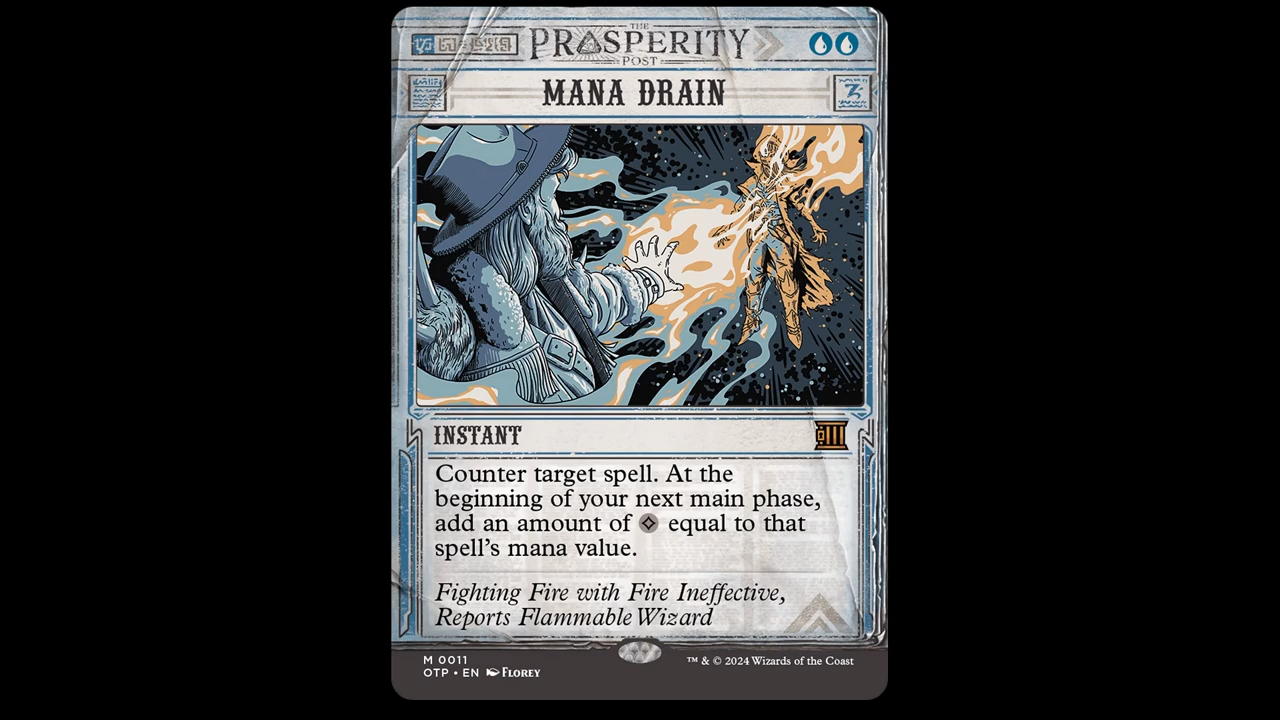 THE
PROSPERITY
POST
MANA DRAIN
INSTANT
Counter target spell. At the
beginning of your next main phase,
add an amount of equal to that
spell's mana value.
Fighting Fire with Fire Ineffective,
Reports Flammable Wizard
M 0011
OTP • EN FLOREY
™ & © 2024 Wizards of the Coast